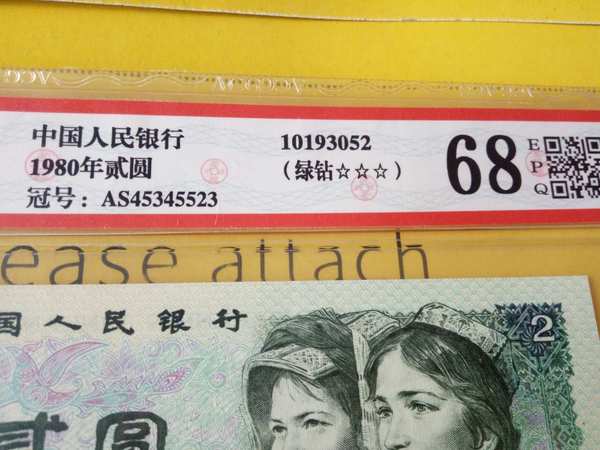 中国人民银行 10193052
1980年贰圆 （绿钻☆☆☆）
冠号：AS45345523
68
E
P
Q
ease attach
国人民银行
2
贰圆